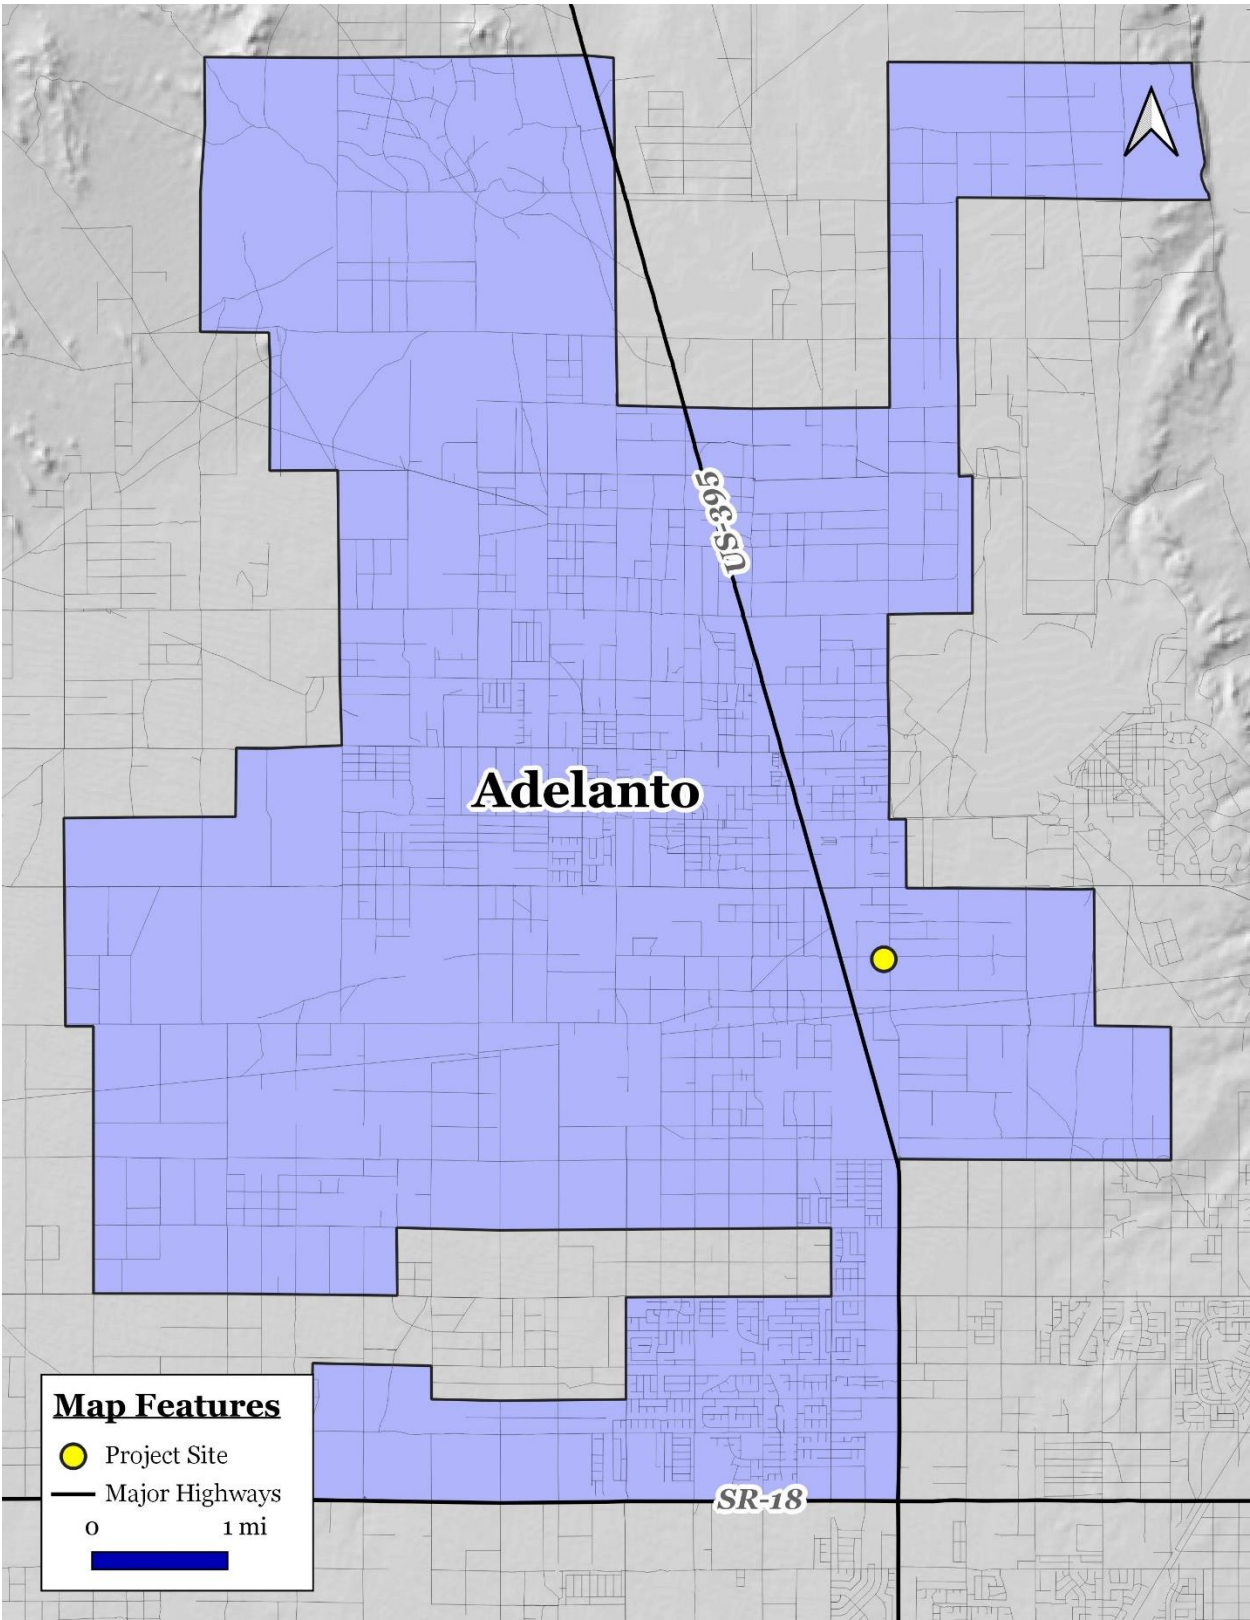 US-395
Adelanto
Map Features
Project Site
Major Highways
0 1 mi
SR-18